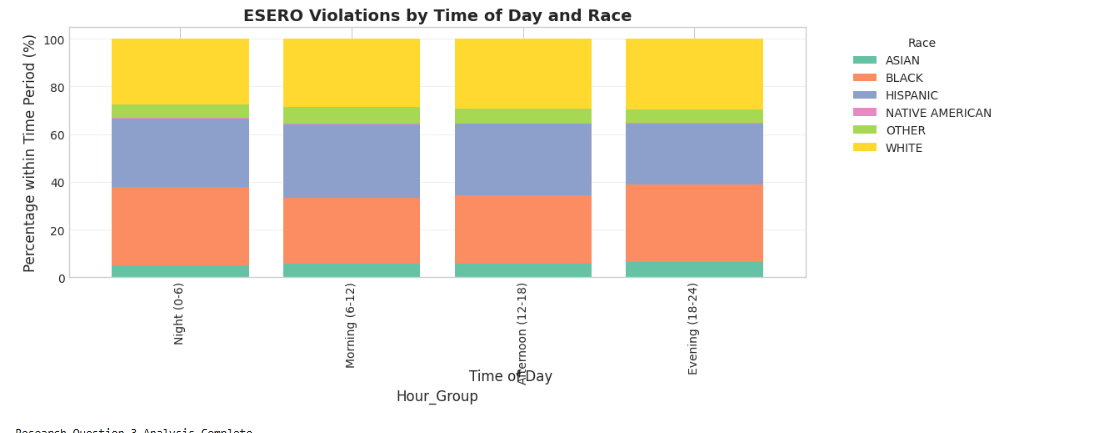 ESERO Violations by Time of Day and Race
Percentage within Time Period (%)
100
80
60
40
20
0
Night (0-6)
Morning (6-12)
Afternoon (12-18)
Evening (18-24)
Time of Day
Hour_Group
Race
ASIAN
BLACK
HISPANIC
NATIVE AMERICAN
OTHER
WHITE
Research Question 3 Analysis Complete